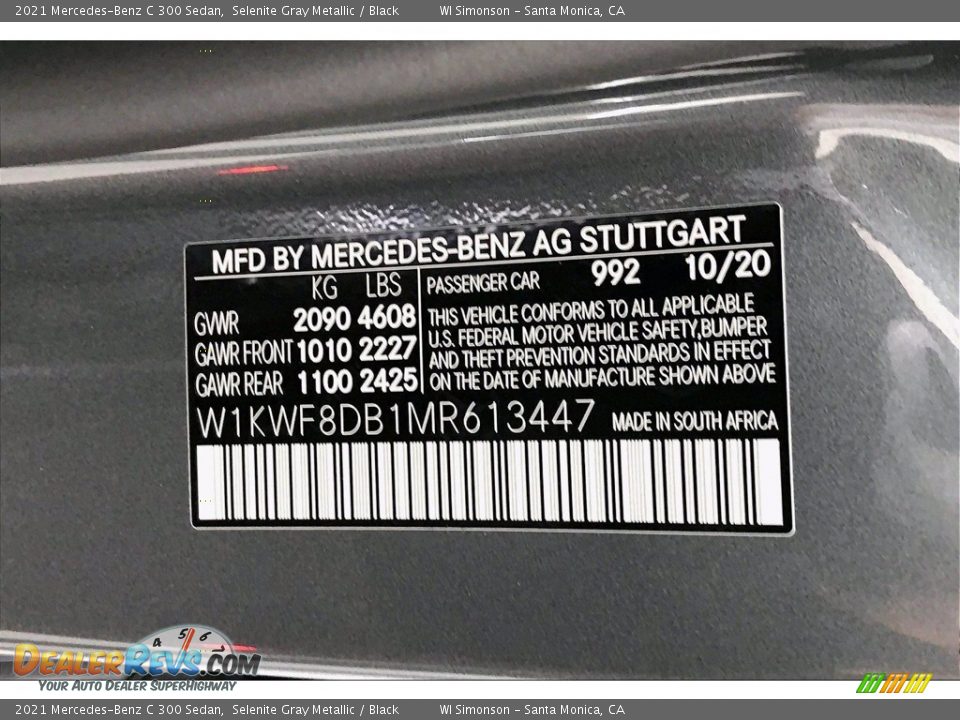 2021 Mercedes-Benz C 300 Sedan, Selenite Gray Metallic / Black WI Simonson - Santa Monica, CA
MFD BY MERCEDES-BENZ AG STUTTGART
KG LBS PASSENGER CAR 992 10/20
GVWR 2090 4608 THIS VEHICLE CONFORMS TO ALL APPLICABLE
U.S. FEDERAL MOTOR VEHICLE SAFETY, BUMPER
GAWR FRONT 1010 2227 AND THEFT PREVENTION STANDARDS IN EFFECT
GAWR REAR 1100 2425 ON THE DATE OF MANUFACTURE SHOWN ABOVE
W1KWF8DB1MR613447 MADE IN SOUTH AFRICA
4 5 6
DealerRevs.com
Your Auto Dealer SuperHighway
2021 Mercedes-Benz C 300 Sedan, Selenite Gray Metallic / Black WI Simonson - Santa Monica, CA